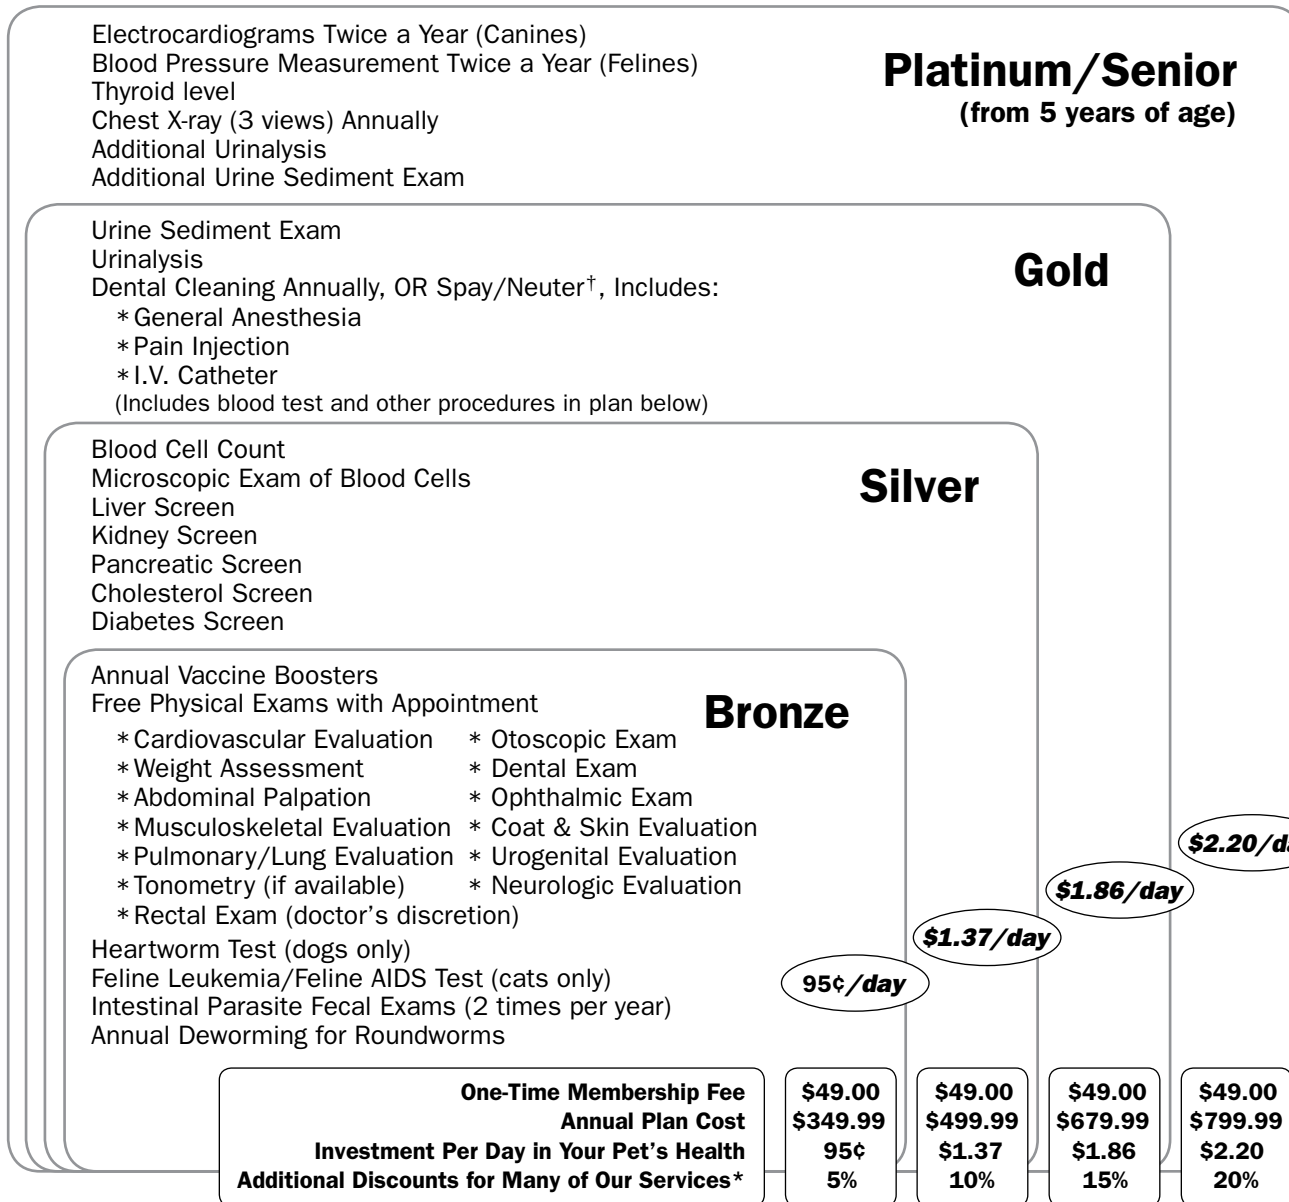 Electrocardiograms Twice a Year (Canines)
Blood Pressure Measurement Twice a Year (Felines)
Thyroid level
Chest X-ray (3 views) Annually
Additional Urinalysis
Additional Urine Sediment Exam
Platinum/Senior
(from 5 years of age)
Urine Sediment Exam
Urinalysis
Dental Cleaning Annually, OR Spay/Neuter†, Includes:
*General Anesthesia
*Pain Injection
*I.V. Catheter
(Includes blood test and other procedures in plan below)
Gold
Blood Cell Count
Microscopic Exam of Blood Cells
Liver Screen
Kidney Screen
Pancreatic Screen
Cholesterol Screen
Diabetes Screen
Silver
Annual Vaccine Boosters
Free Physical Exams with Appointment
Bronze
*Cardiovascular Evaluation * Otoscopic Exam
*Weight Assessment * Dental Exam
*Abdominal Palpation * Ophthalmic Exam
*Musculoskeletal Evaluation * Coat & Skin Evaluation
*Pulmonary/Lung Evaluation * Urogenital Evaluation
*Tonometry (if available) * Neurologic Evaluation
*Rectal Exam (doctor's discretion)
Heartworm Test (dogs only)
Feline Leukemia/Feline AIDS Test (cats only)
Intestinal Parasite Fecal Exams (2 times per year)
Annual Deworming for Roundworms
95¢/day
$1.37/day
$1.86/day
$2.20/da
One-Time Membership Fee $49.00 $49.00 $49.00 $49.00
Annual Plan Cost $349.99 $499.99 $679.99 $799.99
Investment Per Day in Your Pet's Health 95¢ $1.37 $1.86 $2.20
Additional Discounts for Many of Our Services* 5% 10% 15% 20%